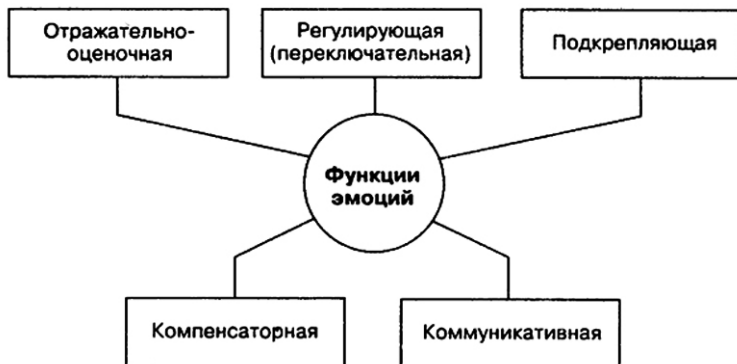 Отражательно-
оценочная
Регулирующая
(переключательная)
Подкрепляющая
Функции
эмоций
Компенсаторная
Коммуникативная